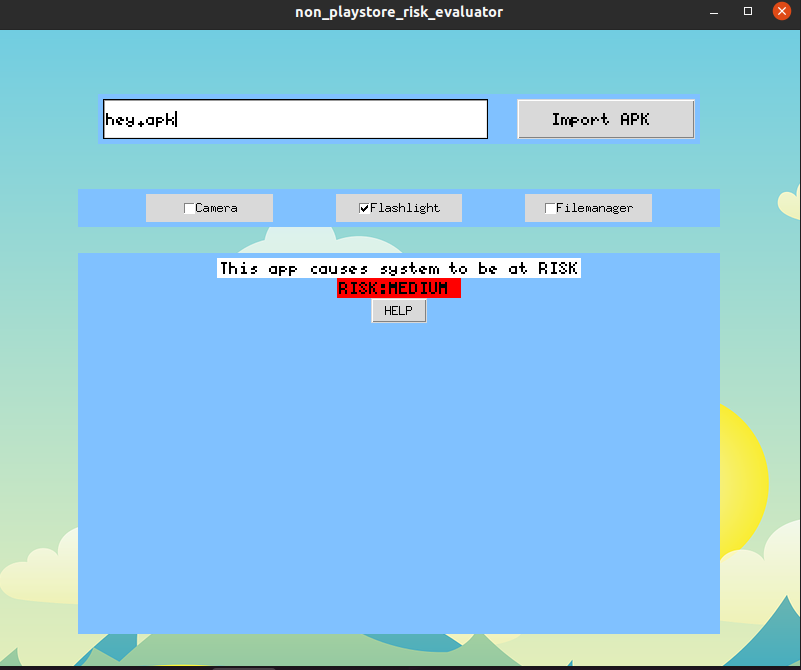 non_playstore_risk_evaluator
hey.apk
Import APK
Camera
Flashlight
Filemanager
This app causes system to be at RISK
RISK:MEDIUM
HELP